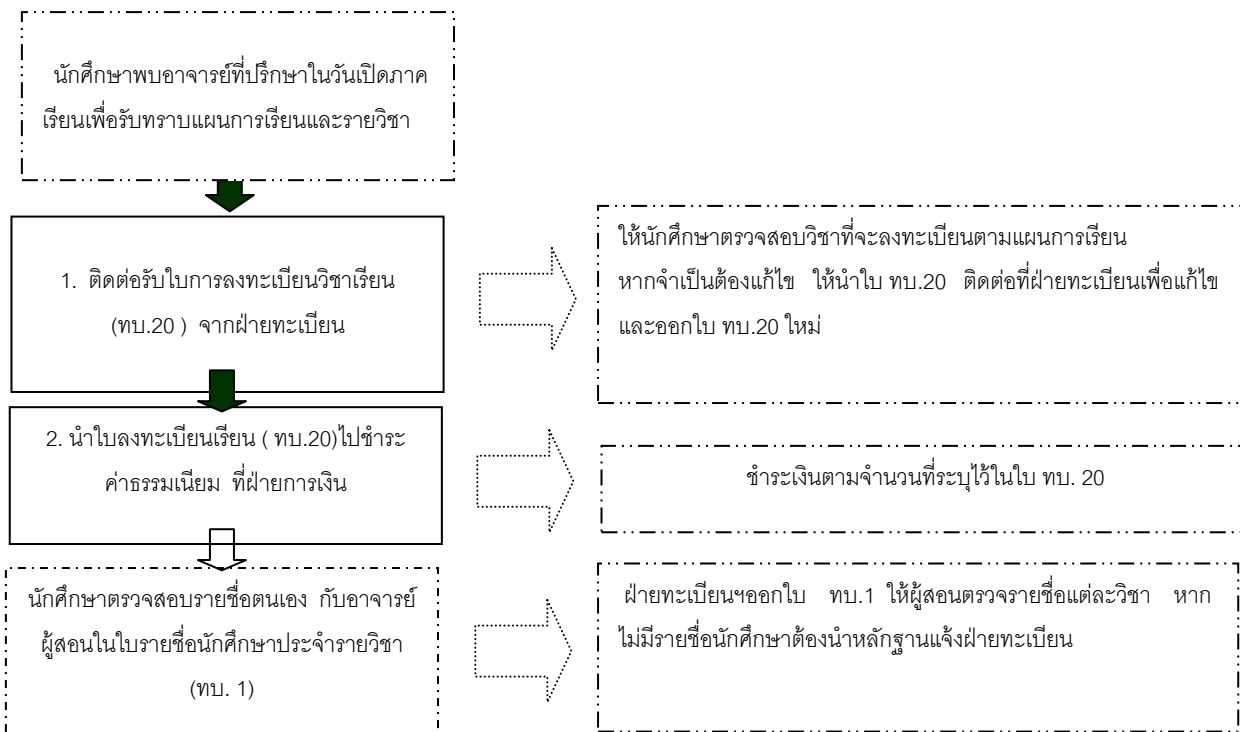 นักศึกษาพบอาจารย์ที่ปรึกษาในวันเปิดภาค
เรียนเพื่อรับทราบแผนการเรียนและรายวิชา
1. ติดต่อรับใบการลงทะเบียนวิชาเรียน
(ทบ.20 ) จากฝ่ายทะเบียน
ให้นักศึกษาตรวจสอบวิชาที่จะลงทะเบียนตามแผนการเรียน
หากจำเป็นต้องแก้ไข ให้นำใบ ทบ.20 ติดต่อที่ฝ่ายทะเบียนเพื่อแก้ไข
และออกใบ ทบ.20 ใหม่
2. นำใบลงทะเบียนเรียน ( ทบ.20)ไปชำระ
ค่าธรรมเนียม ที่ฝ่ายการเงิน
ชำระเงินตามจำนวนที่ระบุไว้ในใบ ทบ. 20
นักศึกษาตรวจสอบรายชื่อตนเอง กับอาจารย์
ผู้สอนในใบรายชื่อนักศึกษาประจำรายวิชา
(ทบ. 1)
ฝ่ายทะเบียนฯออกใบ ทบ.1 ให้ผู้สอนตรวจรายชื่อแต่ละวิชา หาก
ไม่มีรายชื่อนักศึกษาต้องนำหลักฐานแจ้งฝ่ายทะเบียน